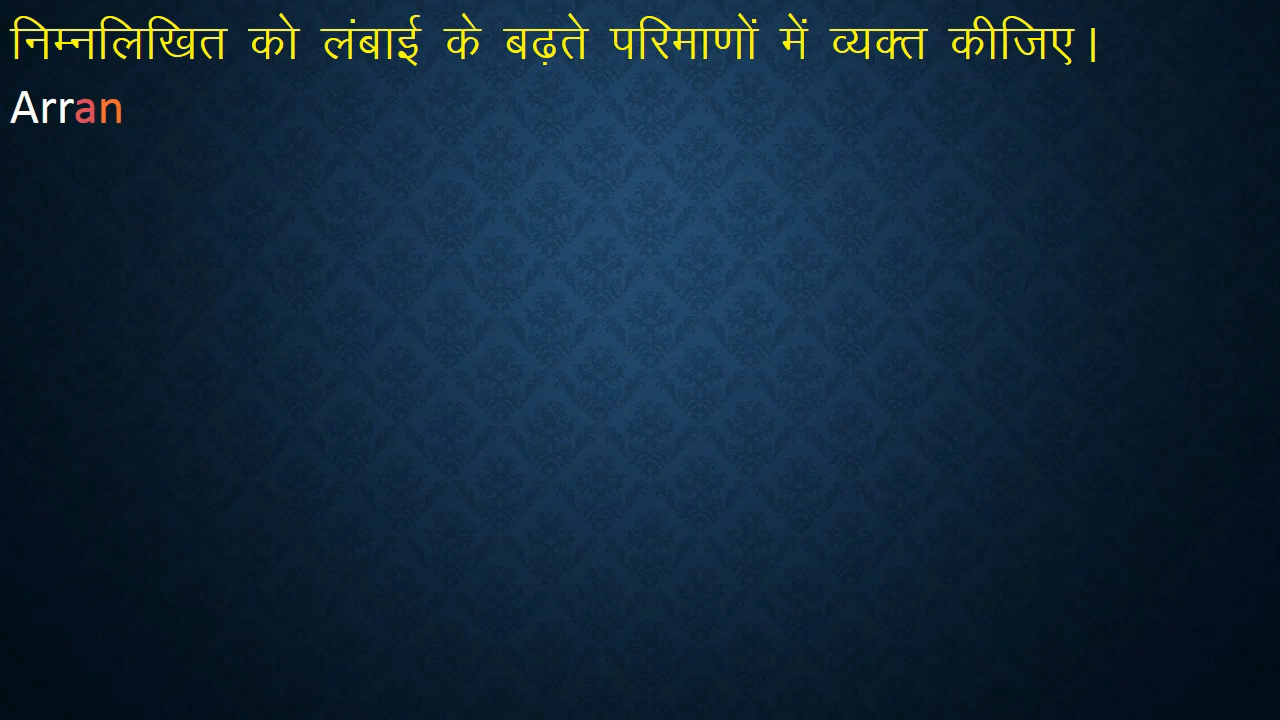 निम्नलिखित को लंबाई के बढ़ते परिमाणों में व्यक्त कीजिए।
Arran